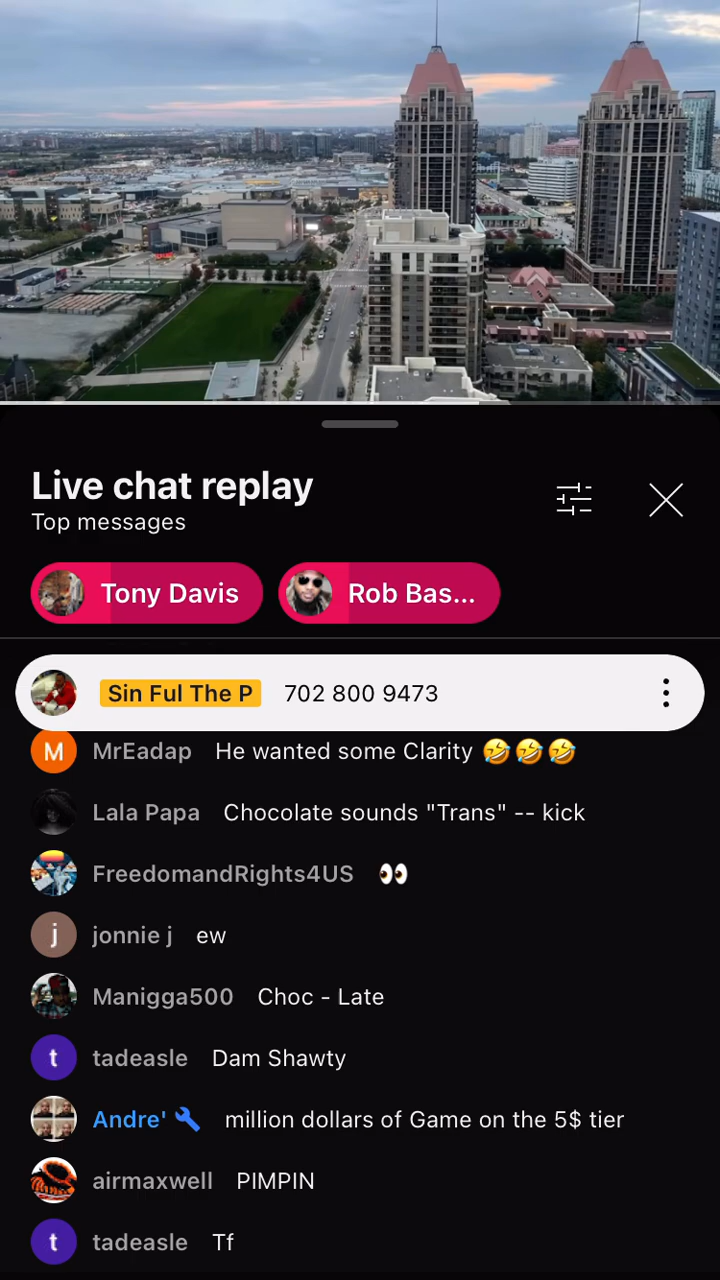 Live chat replay
Top messages
Tony Davis Rob Bas...
Sin Ful The P 702 800 9473
M MrEadap He wanted some Clarity 🤣🤣🤣
Lala Papa Chocolate sounds "Trans" -- kick
FreedomandRights4US 👀
j jonnie j ew
Manigga500 Choc - Late
t tadeasle Dam Shawty
Andre' 🔧 million dollars of Game on the 5$ tier
airmaxwell PIMPIN
t tadeasle Tf